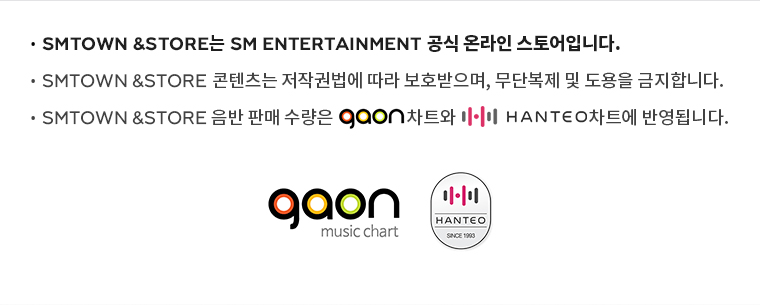 • SMTOWN &STORE는 SM ENTERTAINMENT 공식 온라인 스토어입니다.
• SMTOWN &STORE 콘텐츠는 저작권법에 따라 보호받으며, 무단복제 및 도용을 금지합니다.
• SMTOWN &STORE 음반 판매 수량은 gaon차트와 HANTEO차트에 반영됩니다.
gaon
music chart
HANTEO
SINCE 1993